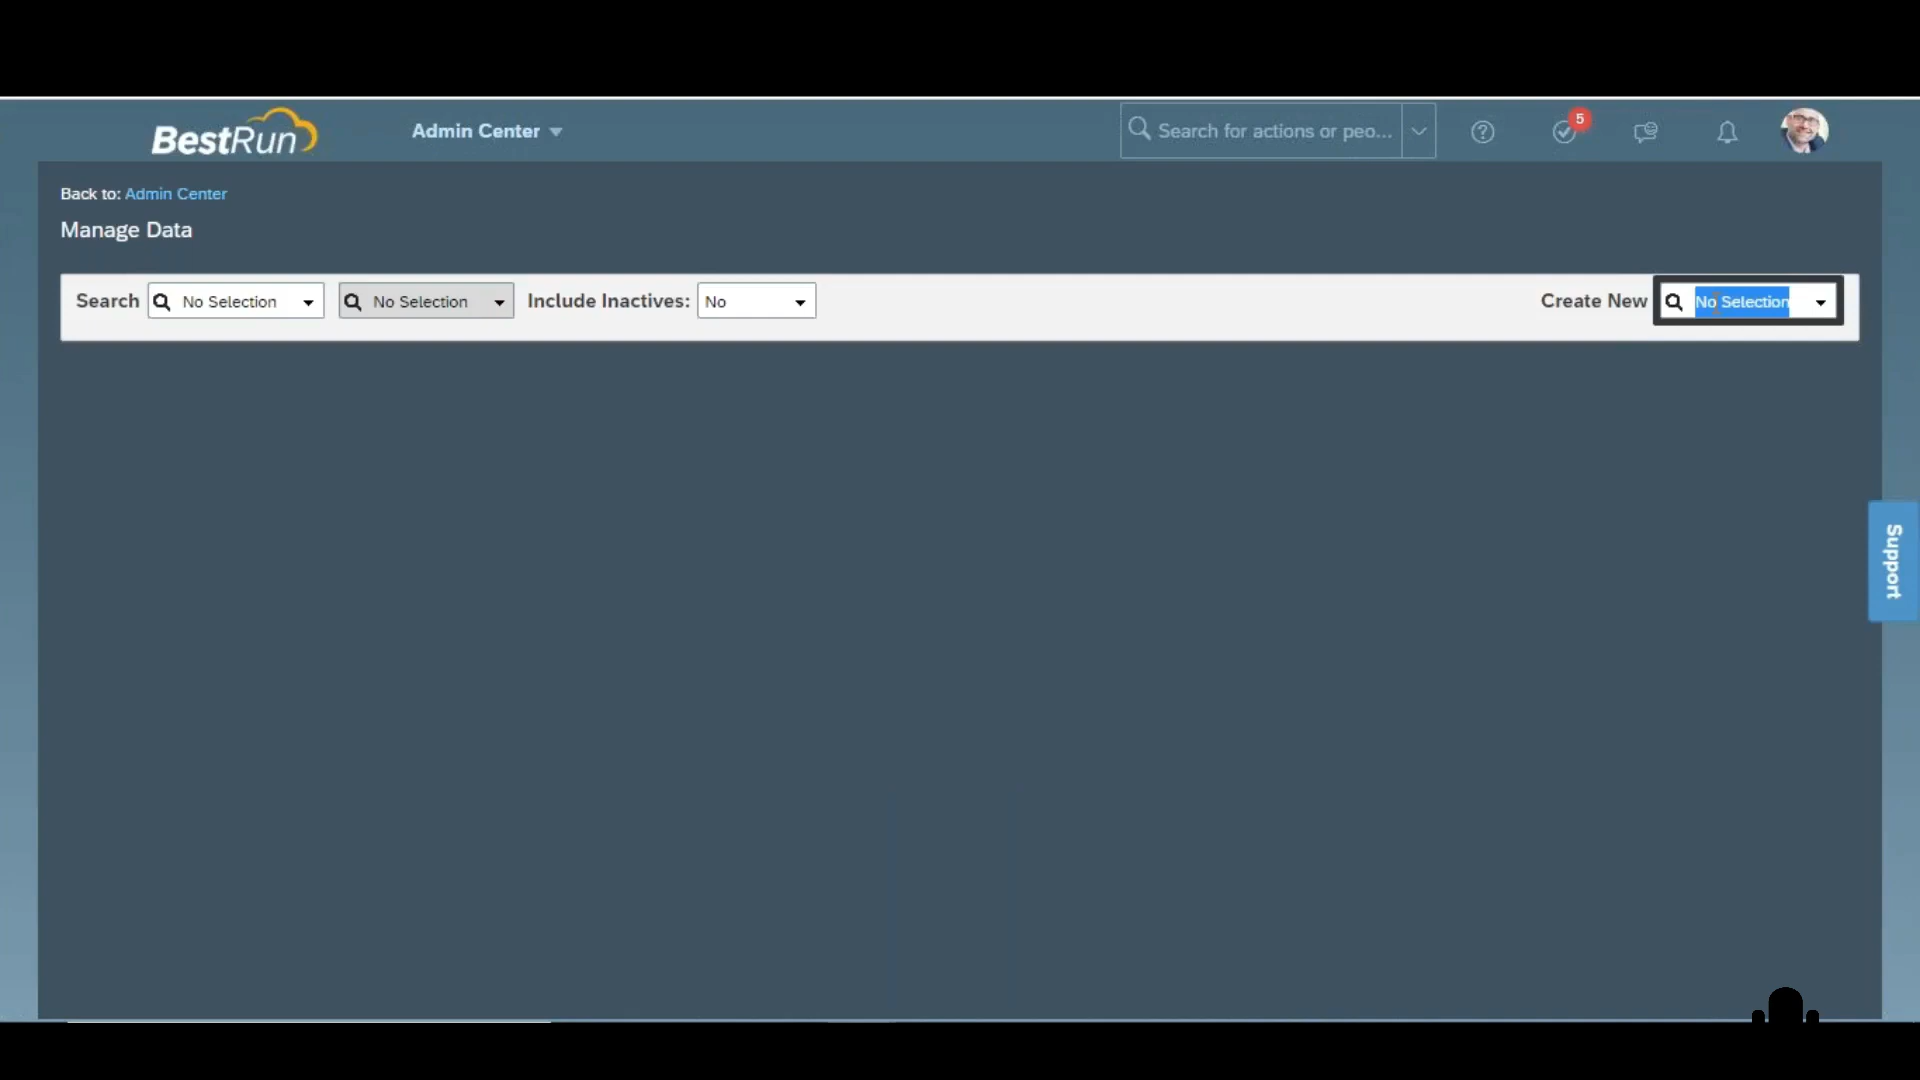 BestRun
Admin Center
Search for actions or peo...
5
Back to: Admin Center
Manage Data
Search No Selection No Selection Include Inactives: No Create New No Selection
Support